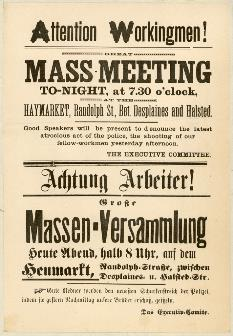 Attention Workingmen!
GREAT
MASS-MEETING
TO-NIGHT, at 7.30 o'clock,
AT THE
HAYMARKET, Randolph St., Bet. Desplaines and Halsted.
Good Speakers will be present to denounce the latest
atrocious act of the police, the shooting of our
fellow-workmen yesterday afternoon.
THE EXECUTIVE COMMITTEE.
Achtung Arbeiter!
Große
Massen-Versammlung
Heute Abend, halb 8 Uhr, auf dem
Heumarkt, Randolph-Straße, zwischen
Desplaines- u. Halsted-Str.
Gute Redner werden den neuesten Schurkenstreich der Polizei,
indem sie gestern Nachmittag unsere Brüder erschoß, geißeln.
Das Executiv-Comite.